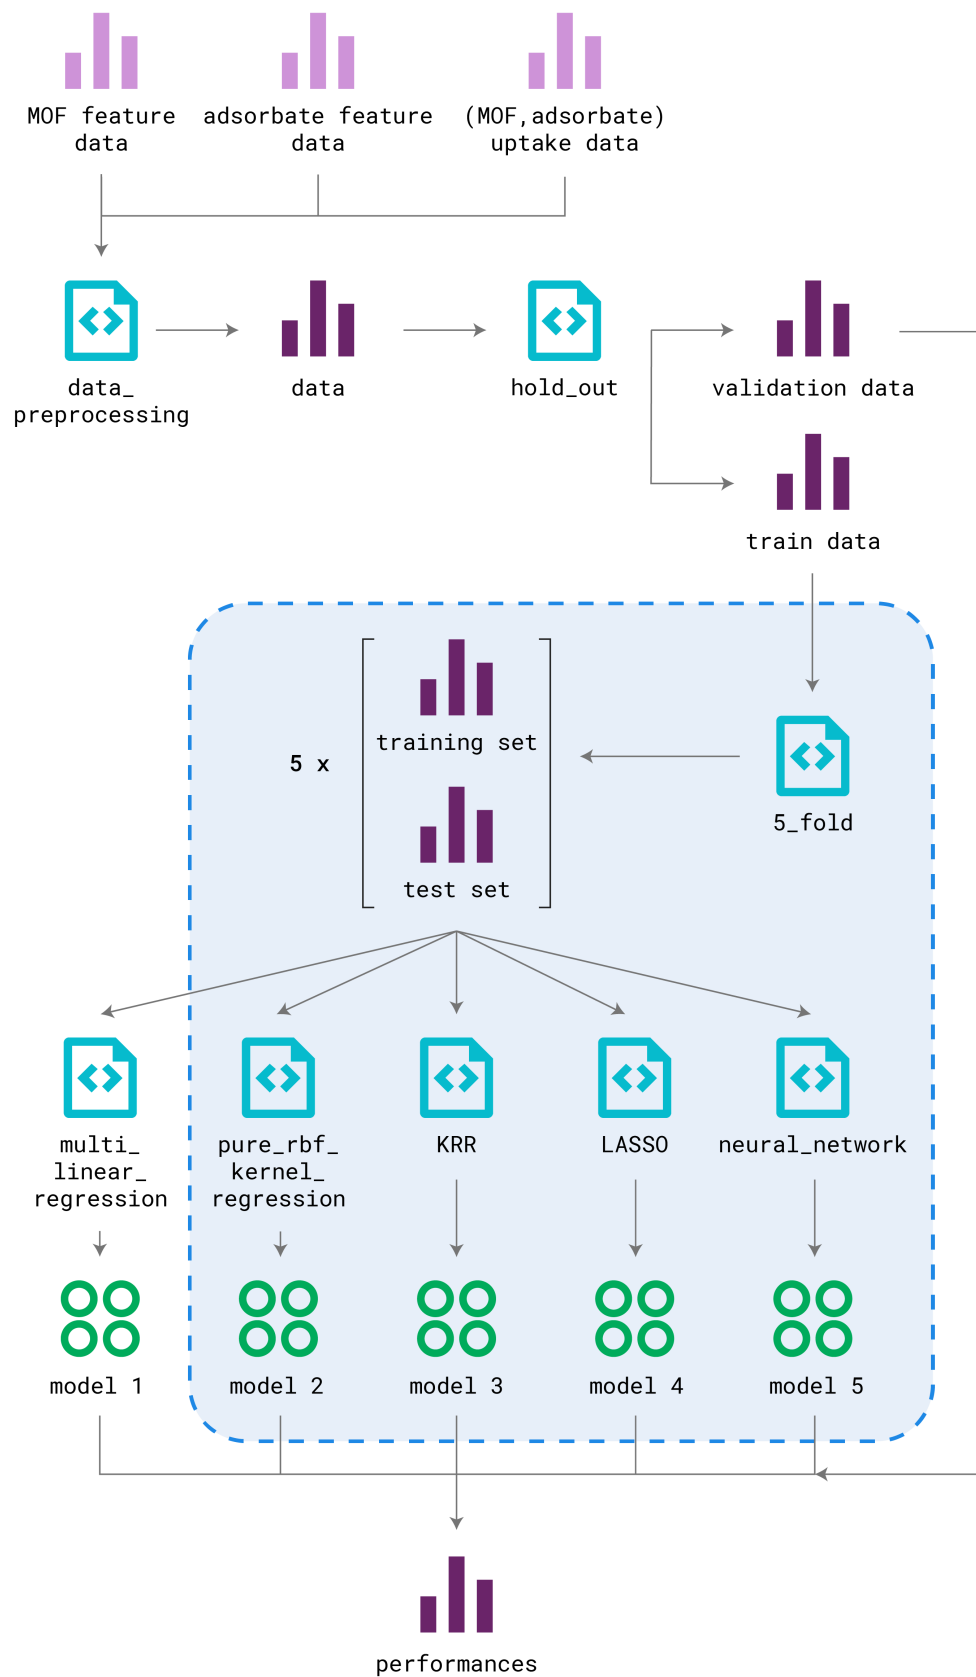 MOF feature
data
adsorbate feature
data
(MOF,adsorbate)
uptake data
data_
preprocessing
data
hold_out
validation data
train data
5 x
training set
test set
5_fold
multi_
linear_
regression
pure_rbf_
kernel_
regression
KRR
LASSO
neural_network
model 1
model 2
model 3
model 4
model 5
performances